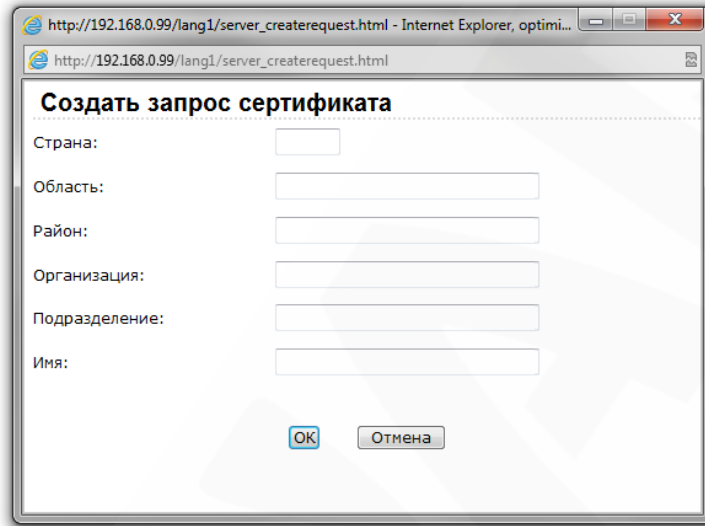 http://192.168.0.99/lang1/server_createrequest.html - Internet Explorer, optimi...
http://192.168.0.99/lang1/server_createrequest.html
Создать запрос сертификата
Страна:
Область:
Район:
Организация:
Подразделение:
Имя:
OK Отмена